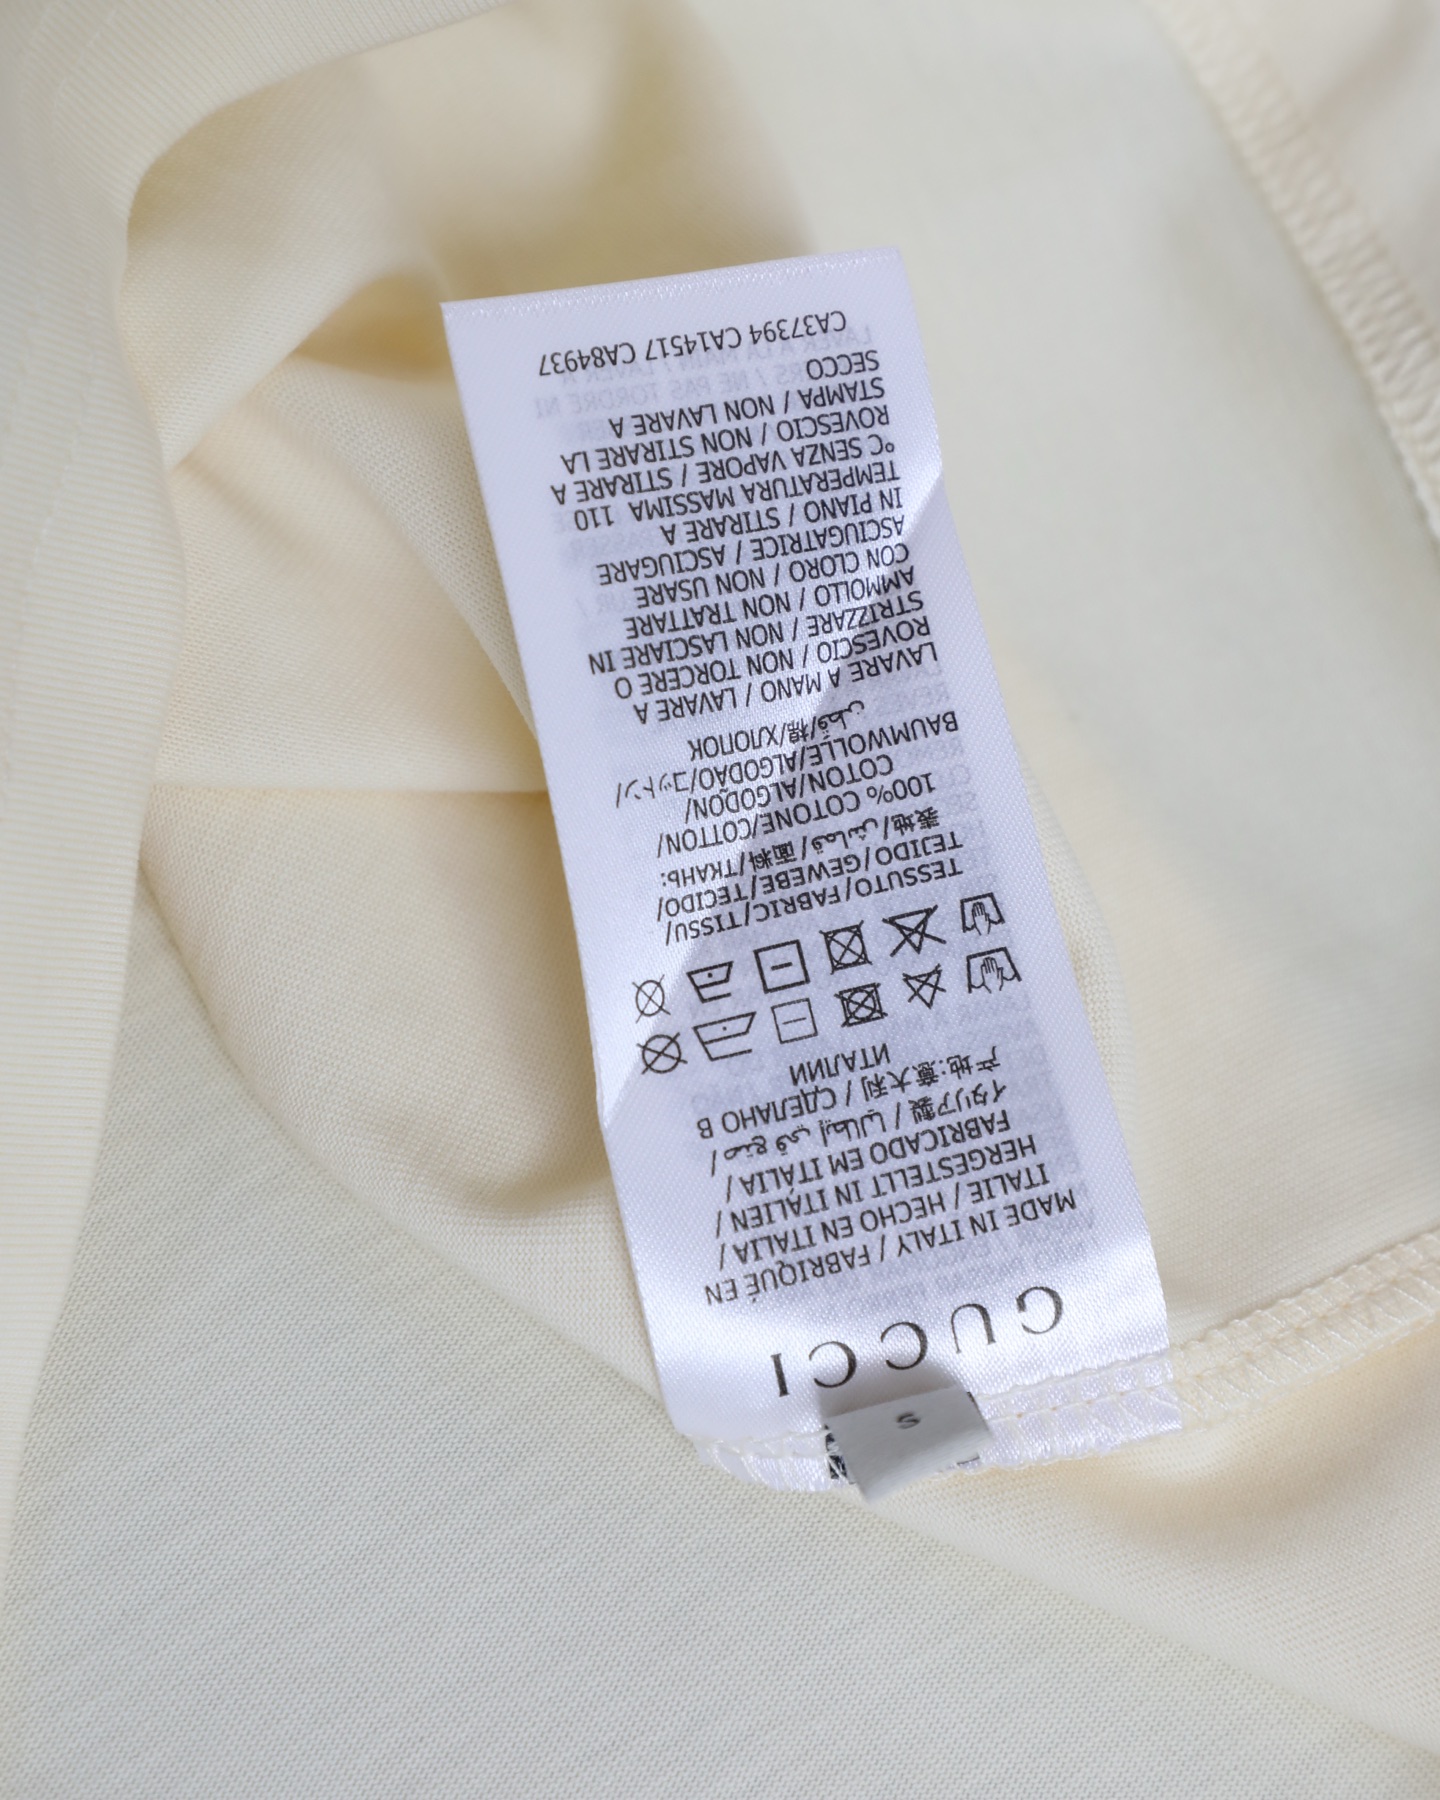 S
GUCCI
MADE IN ITALY / FABRIQUÉ EN
ITALIE / HECHO EN ITALIA /
HERGESTELLT IN ITALIEN /
FABRICADO EM ITÁLIA /
イタリア製 / صنع في إيطاليا /
产地:意大利 / СДЕЛАНО В
ИТАЛИИ
TESSUTO/FABRIC/TISSU/
TEJIDO/GEWEBE/TECIDO/
表地/قماش/面料/ТКАНЬ:
100% COTONE/COTTON/
COTON/ALGODÓN/
BAUMWOLLE/ALGODÃO/コットン/
قطن/棉/ХЛОПОК
LAVARE A MANO / LAVARE A
ROVESCIO / NON TORCERE O
STRIZZARE / NON LASCIARE IN
AMMOLLO / NON TRATTARE
CON CLORO / NON USARE
ASCIUGATRICE / ASCIUGARE
IN PIANO / STIRARE A
TEMPERATURA MASSIMA 110
°C SENZA VAPORE / STIRARE A
ROVESCIO / NON STIRARE LA
STAMPA / NON LAVARE A
SECCO
CA37394 CA14517 CA84937